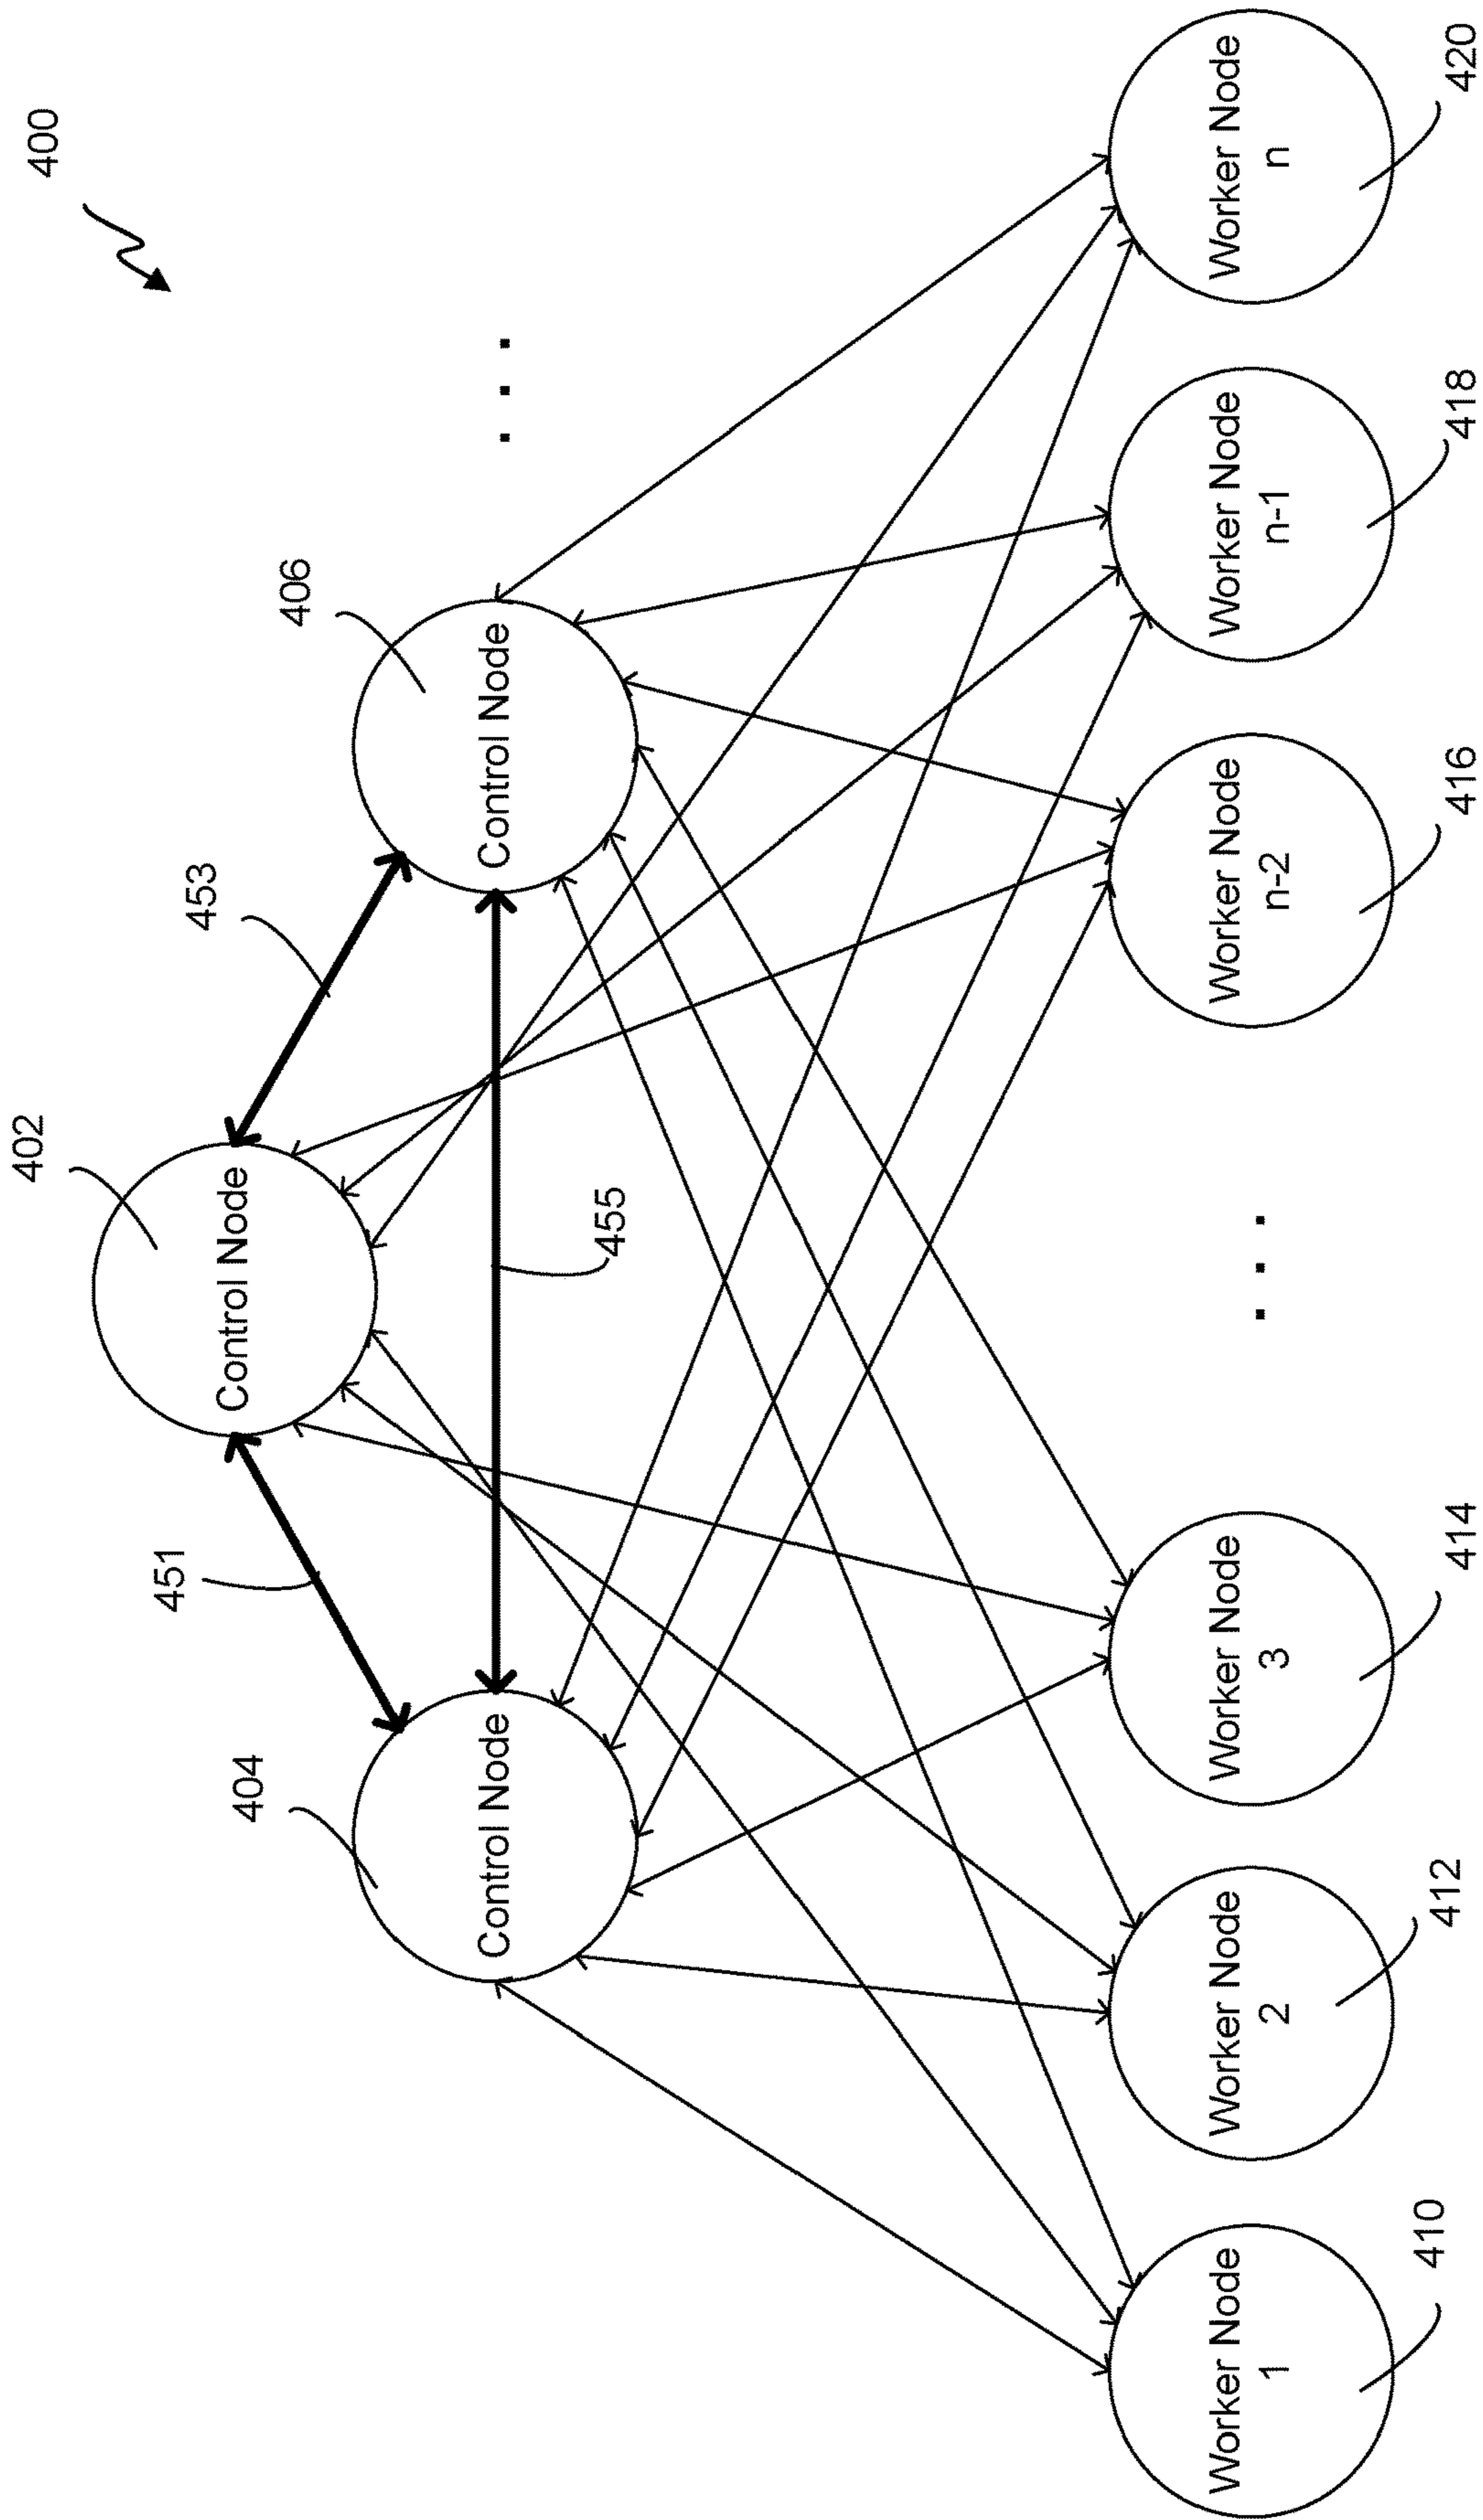 400
402
Control Node
451
453
404
406
Control Node
Control Node
. . .
455
Worker Node
1
Worker Node
2
Worker Node
3
. . .
Worker Node
n-2
Worker Node
n-1
Worker Node
n
410
412
414
416
418
420